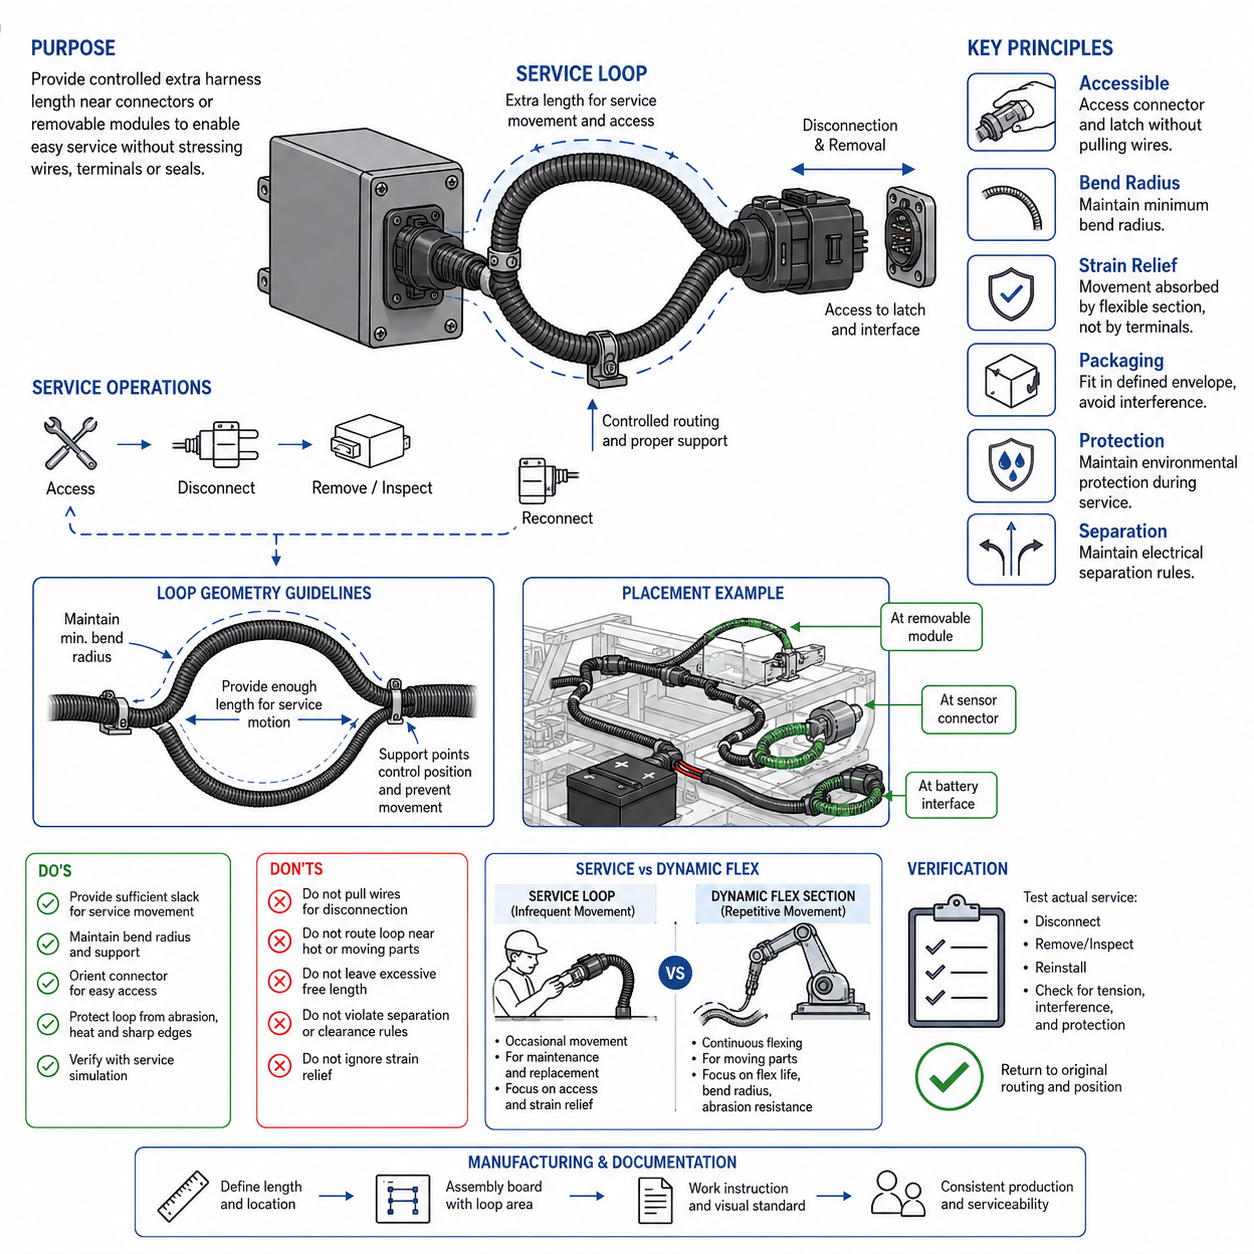 PURPOSE
Provide controlled extra harness
length near connectors or
removable modules to enable
easy service without stressing
wires, terminals or seals.
SERVICE LOOP
Extra length for service
movement and access
Disconnection
& Removal
Access to latch
and interface
Controlled routing
and proper support
KEY PRINCIPLES
Accessible
Access connector
and latch without
pulling wires.
Bend Radius
Maintain minimum
bend radius.
Strain Relief
Movement absorbed
by flexible section,
not by terminals.
Packaging
Fit in defined envelope,
avoid interference.
Protection
Maintain environmental
protection during
service.
Separation
Maintain electrical
separation rules.
SERVICE OPERATIONS
Access
Disconnect
Remove / Inspect
Reconnect
LOOP GEOMETRY GUIDELINES
Maintain
min. bend
radius
Provide enough
length for service
motion
Support points
control position
and prevent
movement
PLACEMENT EXAMPLE
At removable
module
At sensor
connector
At battery
interface
DO'S
Provide sufficient slack
for service movement
Maintain bend radius
and support
Orient connector
for easy access
Protect loop from abrasion,
heat and sharp edges
Verify with service
simulation
DON'TS
Do not pull wires
for disconnection
Do not route loop near
hot or moving parts
Do not leave excessive
free length
Do not violate separation
or clearance rules
Do not ignore strain
relief
SERVICE vs DYNAMIC FLEX
SERVICE LOOP
(Infrequent Movement)
• Occasional movement
• For maintenance
and replacement
• Focus on access
and strain relief
VS
DYNAMIC FLEX SECTION
(Repetitive Movement)
• Continuous flexing
• For moving parts
• Focus on flex life,
bend radius,
abrasion resistance
VERIFICATION
Test actual service:
• Disconnect
• Remove/Inspect
• Reinstall
• Check for tension,
interference,
and protection
Return to original
routing and position
MANUFACTURING & DOCUMENTATION
Define length
and location
Assembly board
with loop area
Work instruction
and visual standard
Consistent production
and serviceability